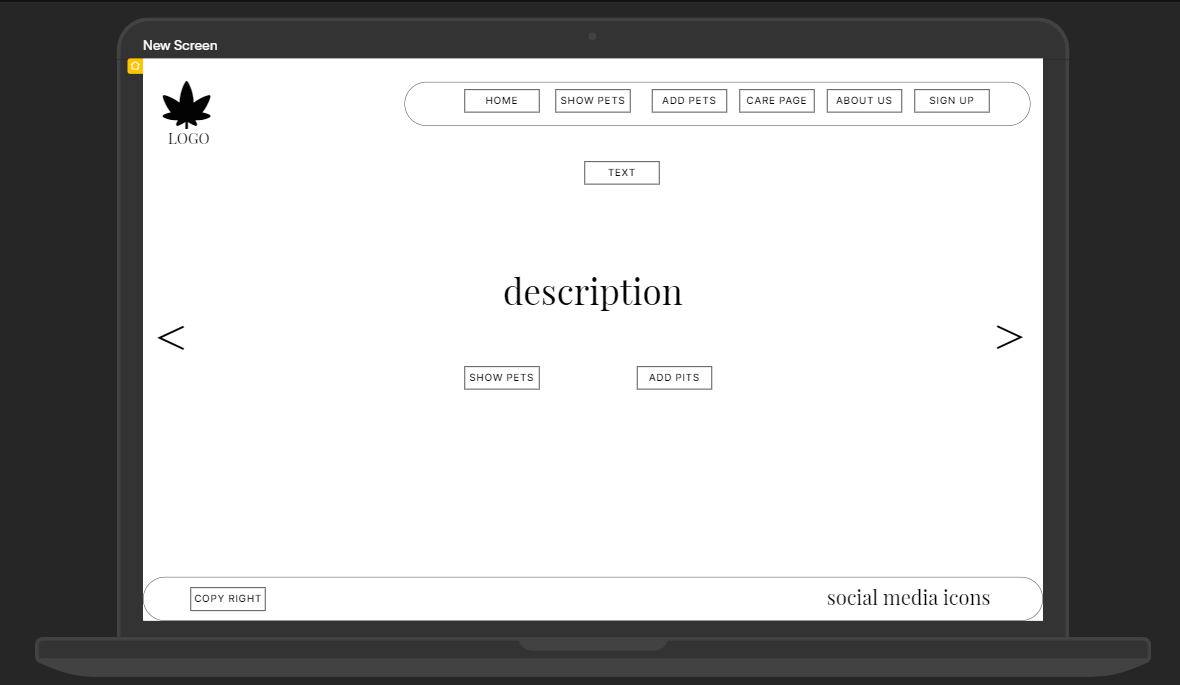 New Screen
LOGO
HOME SHOW PETS ADD PETS CARE PAGE ABOUT US SIGN UP
TEXT
description
< >
SHOW PETS ADD PITS
COPY RIGHT social media icons